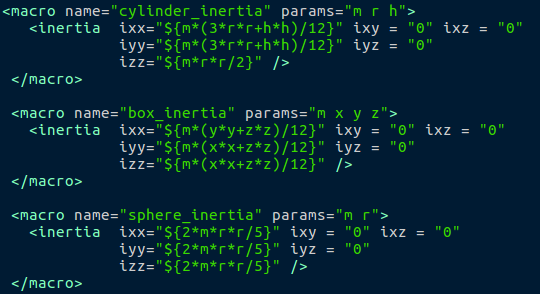 <macro name="cylinder_inertia" params="m r h">
<inertia ixx="${m*(3*r*r+h*h)/12}" ixy = "0" ixz = "0"
iyy="${m*(3*r*r+h*h)/12}" iyz = "0"
izz="${m*r*r/2}" />
</macro>
<macro name="box_inertia" params="m x y z">
<inertia ixx="${m*(y*y+z*z)/12}" ixy = "0" ixz = "0"
iyy="${m*(x*x+z*z)/12}" iyz = "0"
izz="${m*(x*x+z*z)/12}" />
</macro>
<macro name="sphere_inertia" params="m r">
<inertia ixx="${2*m*r*r/5}" ixy = "0" ixz = "0"
iyy="${2*m*r*r/5}" iyz = "0"
izz="${2*m*r*r/5}" />
</macro>